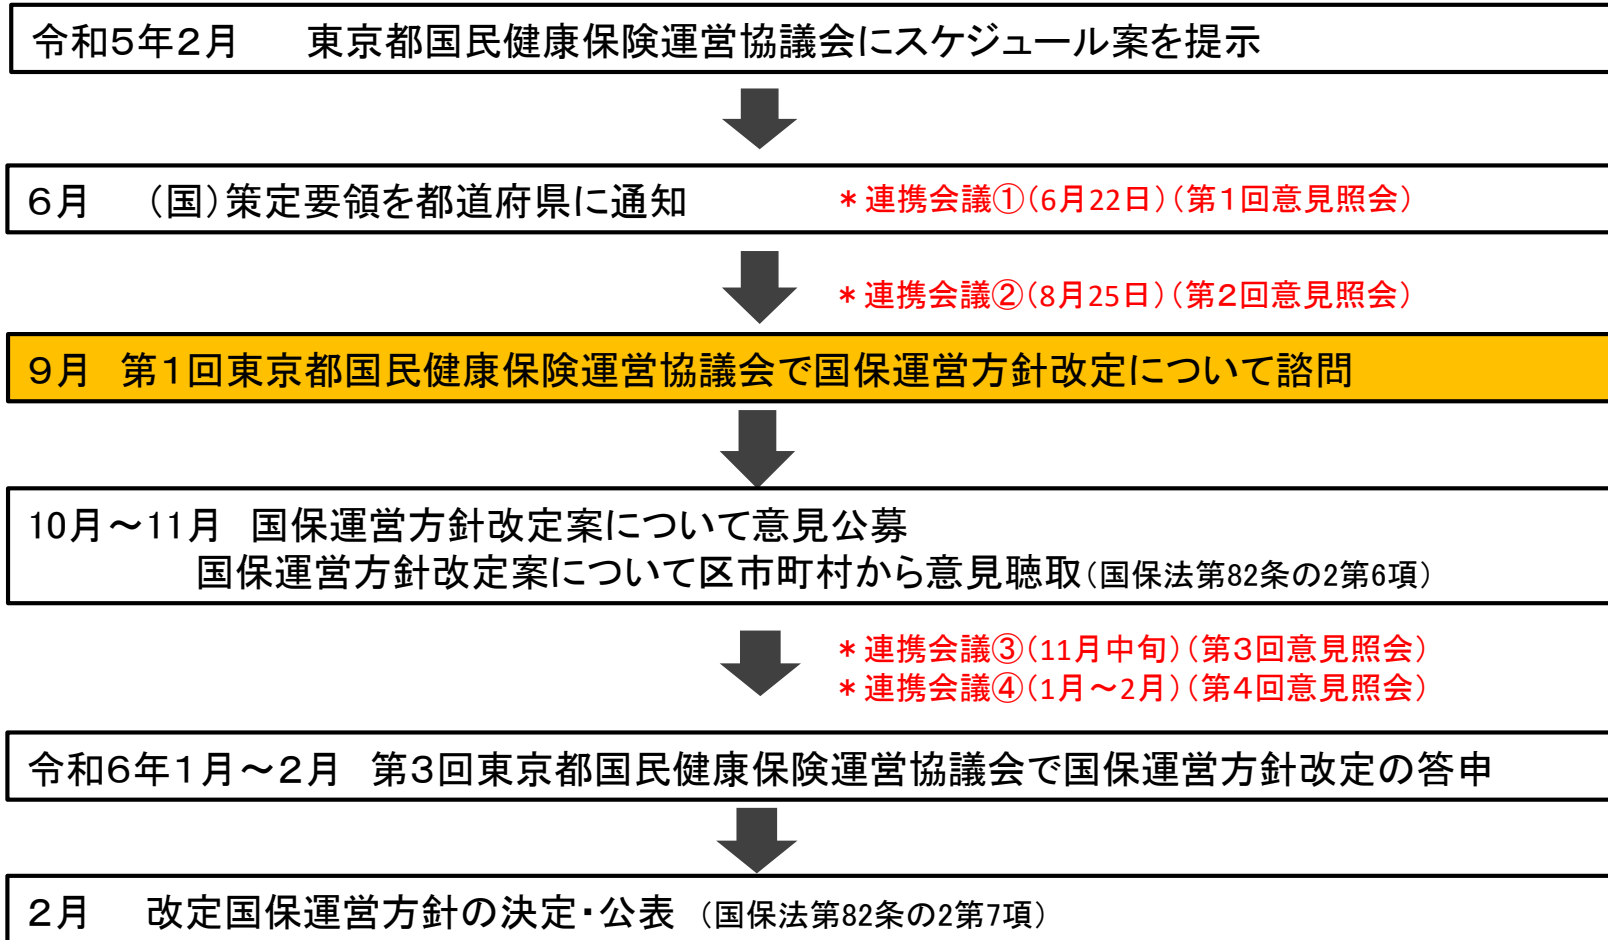 令和５年２月　東京都国民健康保険運営協議会にスケジュール案を提示
６月　（国）策定要領を都道府県に通知　＊連携会議①（6月22日）（第１回意見照会）
＊連携会議②（8月25日）（第２回意見照会）
９月　第１回東京都国民健康保険運営協議会で国保運営方針改定について諮問
10月～11月　国保運営方針改定案について意見公募
国保運営方針改定案について区市町村から意見聴取（国保法第82条の2第6項）
＊連携会議③（11月中旬）（第３回意見照会）
＊連携会議④（1月～2月）（第４回意見照会）
令和６年１月～２月　第３回東京都国民健康保険運営協議会で国保運営方針改定の答申
２月　改定国保運営方針の決定・公表　（国保法第82条の2第7項）